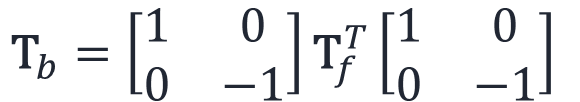 T_b = [1 0; 0 −1] T_f^T [1 0; 0 −1]